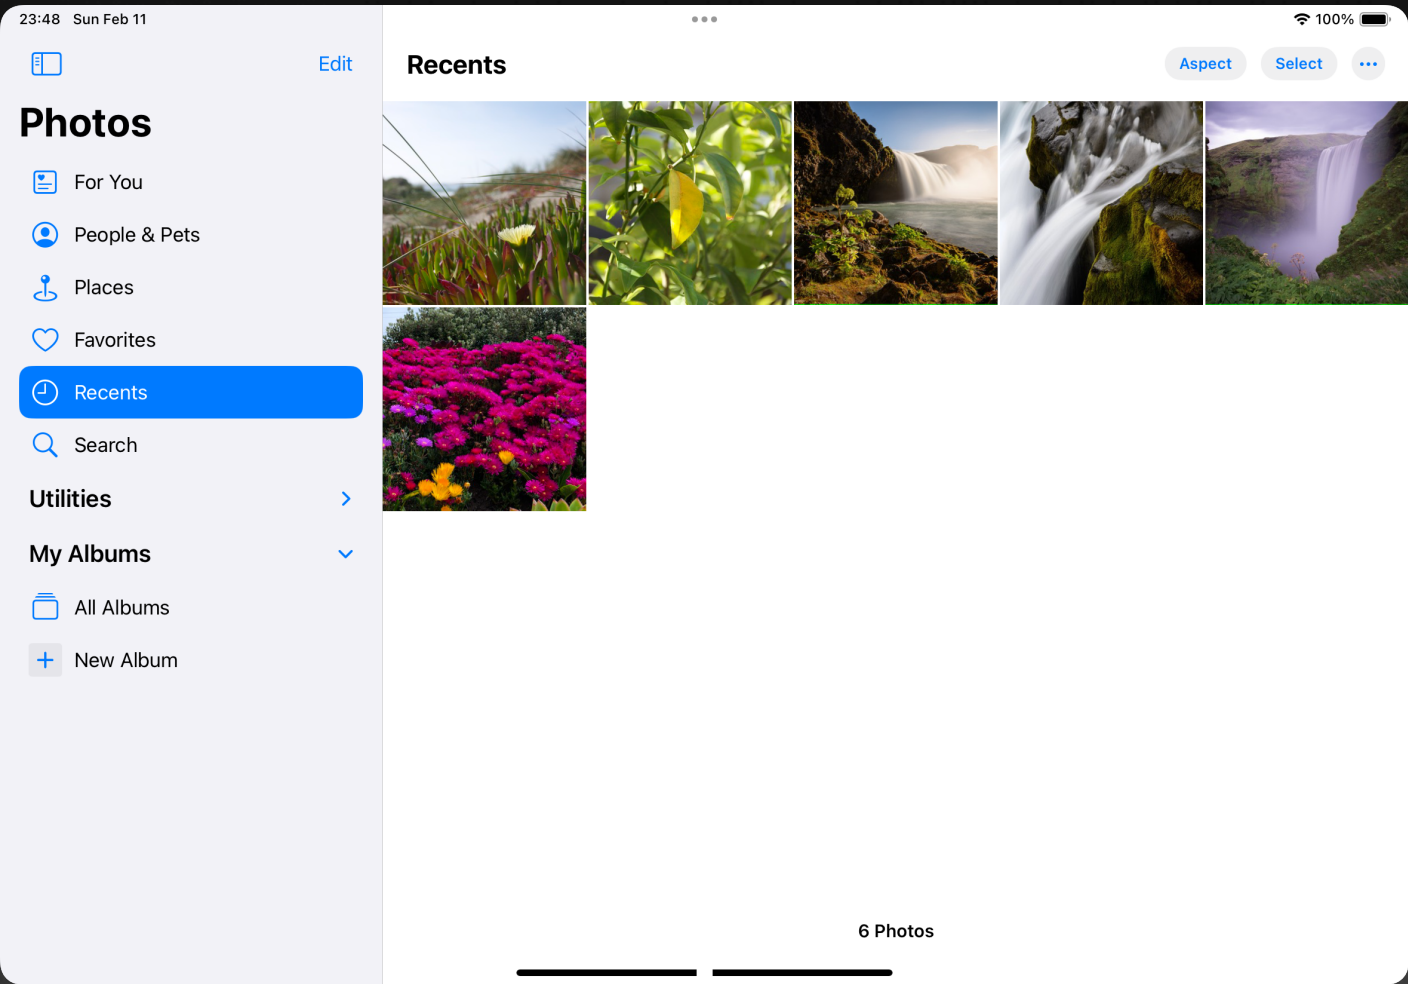 23:48 Sun Feb 11
100%
Edit
Photos
For You
People & Pets
Places
Favorites
Recents
Search
Utilities
My Albums
All Albums
New Album
Recents
Aspect
Select
6 Photos